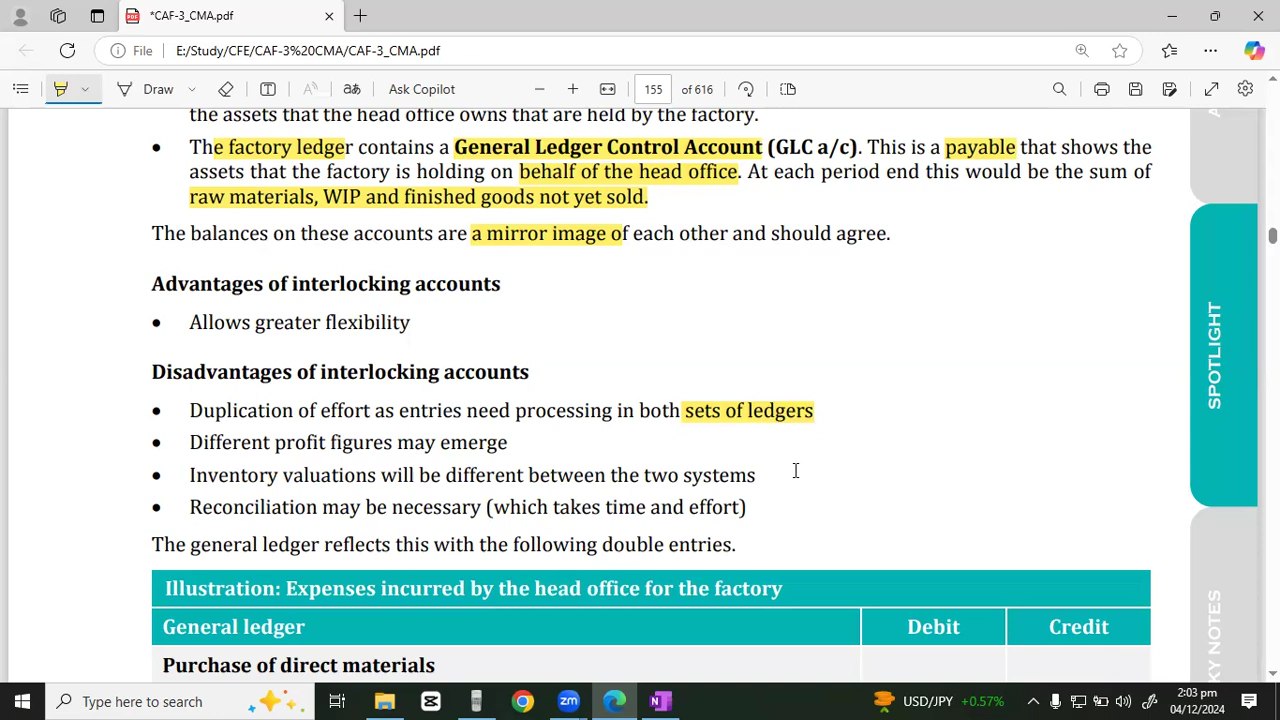 *CAF-3_CMA.pdf
File
E:/Study/CFE/CAF-3%20CMA/CAF-3_CMA.pdf
Draw
Ask Copilot
155 of 616
the assets that the head office owns that are held by the factory.
• The factory ledger contains a General Ledger Control Account (GLC a/c). This is a payable that shows the
assets that the factory is holding on behalf of the head office. At each period end this would be the sum of
raw materials, WIP and finished goods not yet sold.
The balances on these accounts are a mirror image of each other and should agree.
Advantages of interlocking accounts
• Allows greater flexibility
Disadvantages of interlocking accounts
• Duplication of effort as entries need processing in both sets of ledgers
• Different profit figures may emerge
• Inventory valuations will be different between the two systems
• Reconciliation may be necessary (which takes time and effort)
The general ledger reflects this with the following double entries.
Illustration: Expenses incurred by the head office for the factory
General ledger Debit Credit
Purchase of direct materials
SPOTLIGHT
KY NOTES
Type here to search
USD/JPY +0.57%
2:03 pm
04/12/2024